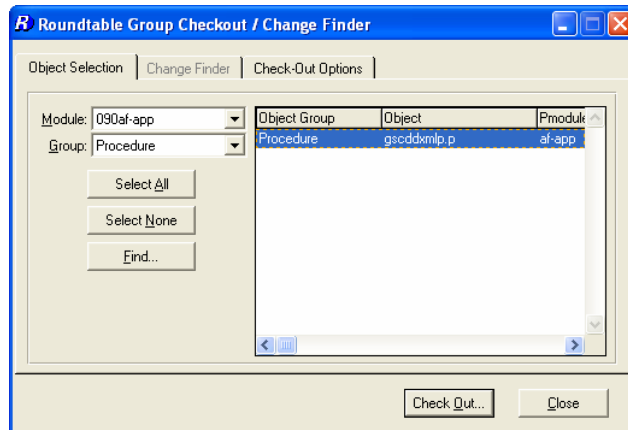 R Roundtable Group Checkout / Change Finder
Object Selection Change Finder Check-Out Options
Module: 090af-app
Group: Procedure
Select All
Select None
Find...
Object Group Object Pmodule
Procedure gscddxmlp.p af-app
Check Out... Close